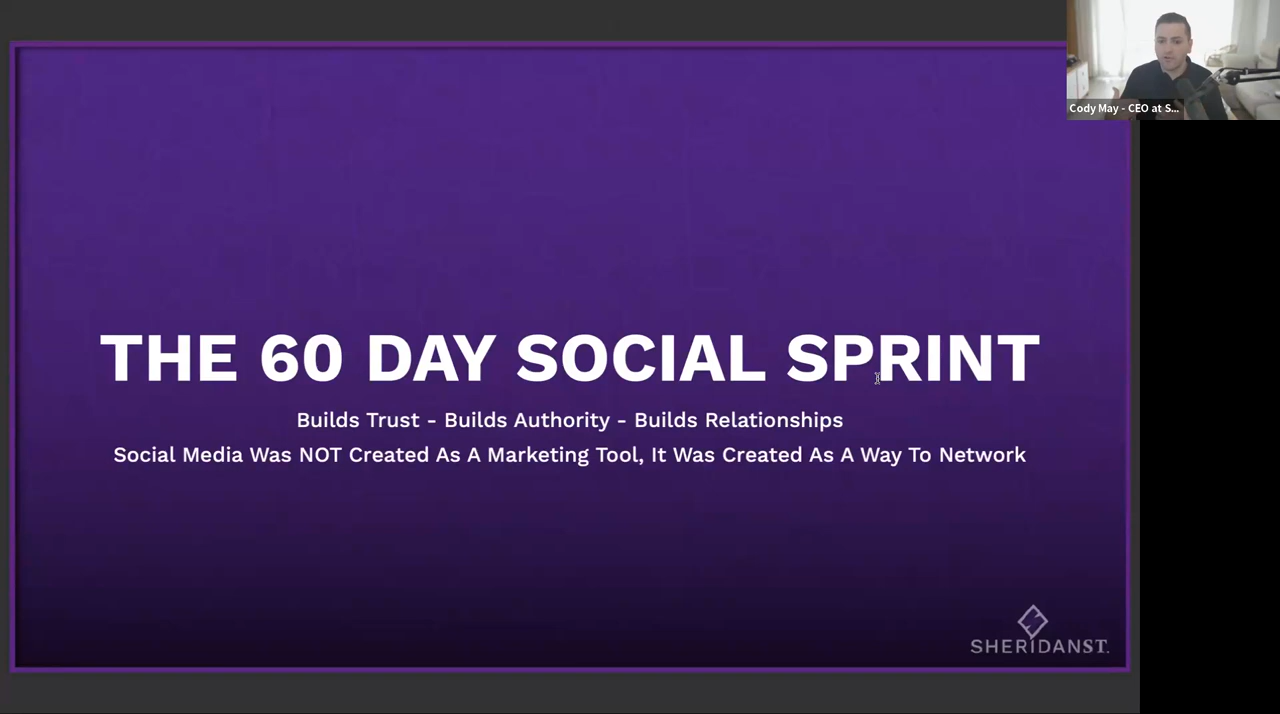 Cody May - CEO at S...
THE 60 DAY SOCIAL SPRINT
Builds Trust - Builds Authority - Builds Relationships
Social Media Was NOT Created As A Marketing Tool, It Was Created As A Way To Network
SHERIDANST.